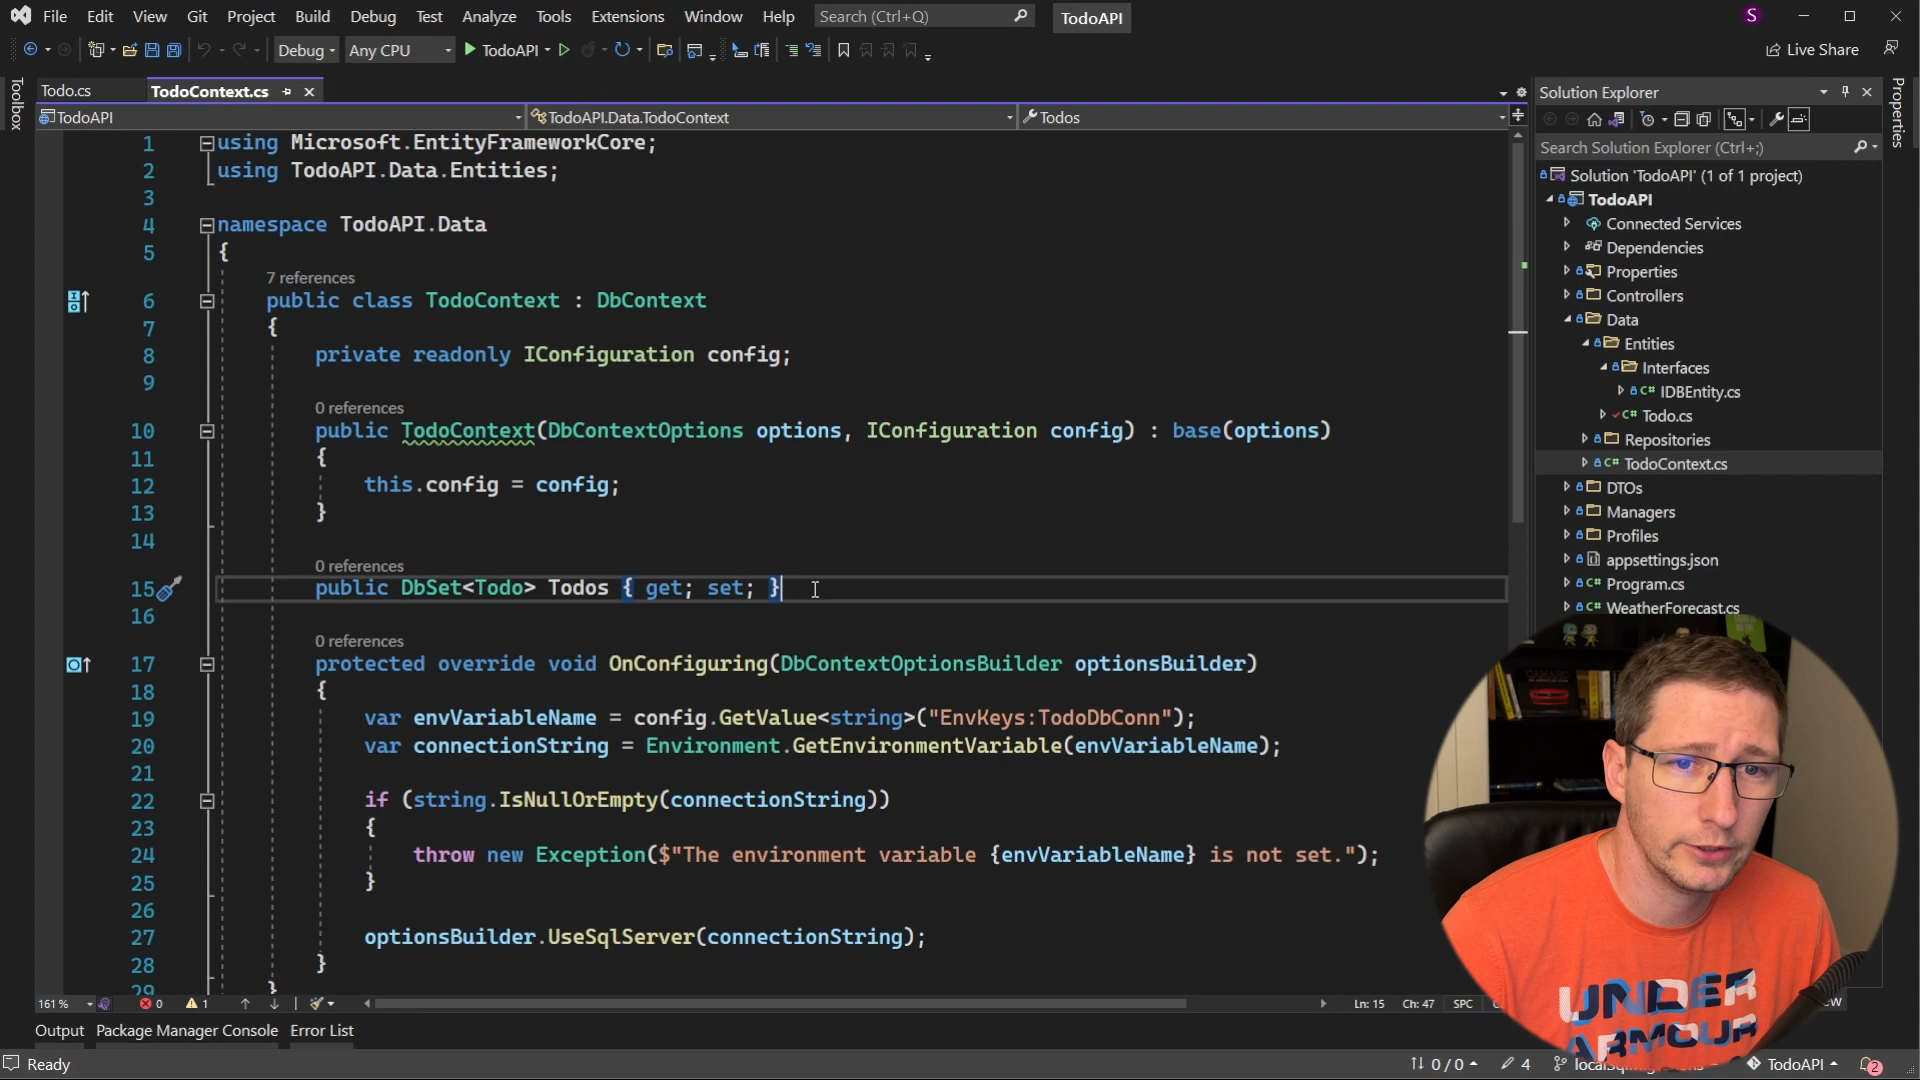 File Edit View Git Project Build Debug Test Analyze Tools Extensions Window Help Search (Ctrl+Q) TodoAPI S
Debug Any CPU TodoAPI Live Share
Toolbox
Todo.cs TodoContext.cs
TodoAPI TodoAPI.Data.TodoContext Todos
1 using Microsoft.EntityFrameworkCore;
2 using TodoAPI.Data.Entities;
3
4 namespace TodoAPI.Data
5 {
7 references
6 public class TodoContext : DbContext
7 {
8 private readonly IConfiguration config;
9
0 references
10 public TodoContext(DbContextOptions options, IConfiguration config) : base(options)
11 {
12 this.config = config;
13 }
14
0 references
15 public DbSet<Todo> Todos { get; set; }
16
0 references
17 protected override void OnConfiguring(DbContextOptionsBuilder optionsBuilder)
18 {
19 var envVariableName = config.GetValue<string>("EnvKeys:TodoDbConn");
20 var connectionString = Environment.GetEnvironmentVariable(envVariableName);
21
22 if (string.IsNullOrEmpty(connectionString))
23 {
24 throw new Exception($"The environment variable {envVariableName} is not set.");
25 }
26
27 optionsBuilder.UseSqlServer(connectionString);
28 }
29 }
161 % 0 1 Ln: 15 Ch: 47 SPC
Output Package Manager Console Error List
Ready 0 / 0 4 TodoAPI 2
Solution Explorer
Search Solution Explorer (Ctrl+;)
Solution 'TodoAPI' (1 of 1 project)
TodoAPI
Connected Services
Dependencies
Properties
Controllers
Data
Entities
Interfaces
C# IDBEntity.cs
C# Todo.cs
Repositories
C# TodoContext.cs
DTOs
Managers
Profiles
appsettings.json
C# Program.cs
C# WeatherForecast.cs
Properties
UNDER
ARMOUR